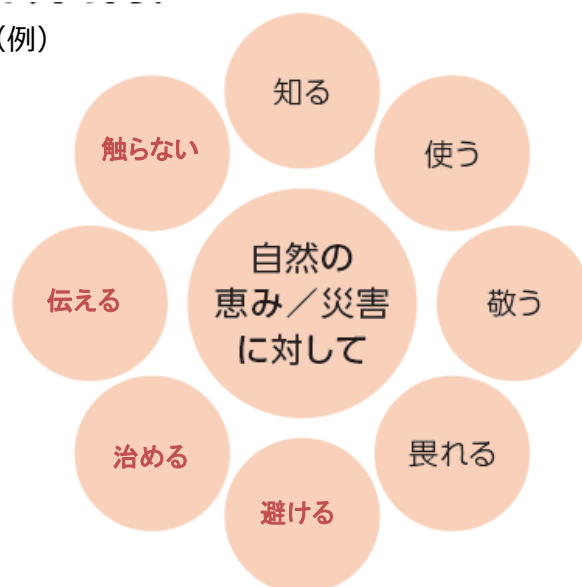 （例）
知る
使う
敬う
畏れる
避ける
治める
伝える
触らない
自然の
恵み／災害
に対して